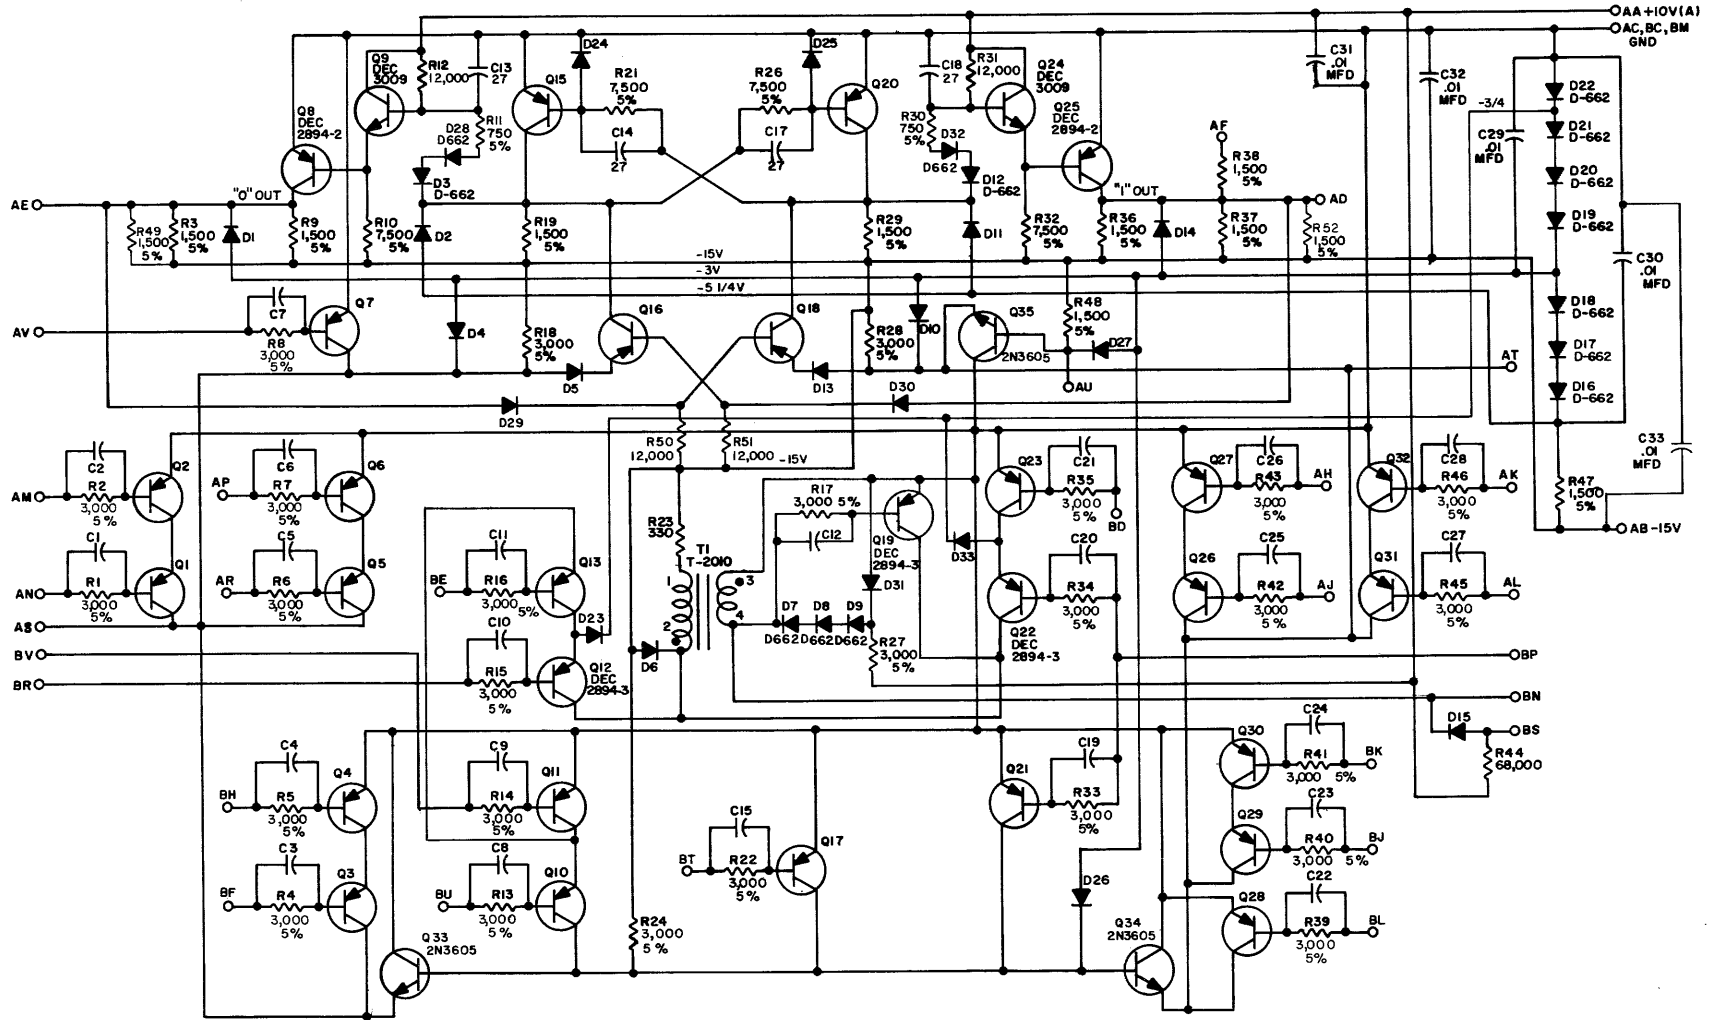 AA+10V(A)
AC, BC, BM
GND
Q9
DEC
3009
R12
12,000
C13
27
D24
R21
7,500
5%
C14
27
Q15
D25
R26
7,500
5%
C17
27
Q20
C18
27
R31
12,000
Q24
DEC
3009
C31
.01
MFD
C32
.01
MFD
Q8
DEC
2894-2
D28
D662
R11
750
5%
R30
750
5%
D32
D662
Q25
DEC
2894-2
AF
R38
1,500
5%
-3/4
C29
.01
MFD
D22
D-662
D21
D-662
D20
D-662
D19
D-662
D3
D-662
D12
D-662
AE
"0" OUT
"1" OUT
AD
R49
1,500
5%
R3
1,500
5%
D1
R9
1,500
5%
R10
7,500
5%
D2
R19
1,500
5%
R29
1,500
5%
D11
R32
7,500
5%
R36
1,500
5%
D14
R37
1,500
5%
R52
1,500
5%
C30
.01
MFD
-15V
-3V
-5 1/4V
AV
C7
R8
3,000
5%
Q7
D4
R18
3,000
5%
D5
Q16
Q18
D13
R28
3,000
5%
D10
Q35
2N3605
R48
1,500
5%
D27
AU
AT
D18
D-662
D17
D-662
D16
D-662
D29
D30
R50
12,000
R51
12,000
-15V
C33
.01
MFD
R47
1,500
5%
AB -15V
AM
C2
R2
3,000
5%
Q2
AP
C6
R7
3,000
5%
Q6
AN
C1
R1
3,000
5%
Q1
AR
C5
R6
3,000
5%
Q5
AS
BV
BR
BE
C11
R16
3,000
5%
Q13
D23
C10
R15
3,000
5%
Q12
DEC
2894-3
R23
330
T1
T-2010
1
2
3
4
D6
R17
3,000 5%
C12
Q19
DEC
2894-3
D31
D7
D662
D8
D662
D9
D662
R27
3,000
5%
D33
Q23
C21
R35
3,000
5%
BD
C20
R34
3,000
5%
Q22
DEC
2894-3
Q27
C26
R43
3,000
5%
AH
Q26
C25
R42
3,000
5%
AJ
Q32
C28
R46
3,000
5%
AK
Q31
C27
R45
3,000
5%
AL
BP
BN
BS
D15
R44
68,000
BH
C4
R5
3,000
5%
Q4
BF
C3
R4
3,000
5%
Q3
C9
R14
3,000
5%
Q11
BU
C8
R13
3,000
5%
Q10
Q33
2N3605
R24
3,000
5%
BT
C15
R22
3,000
5%
Q17
Q21
C19
R33
3,000
5%
D26
Q34
2N3605
Q30
C24
R41
3,000
5%
BK
Q29
C23
R40
3,000
5%
BJ
Q28
C22
R39
3,000
5%
BL